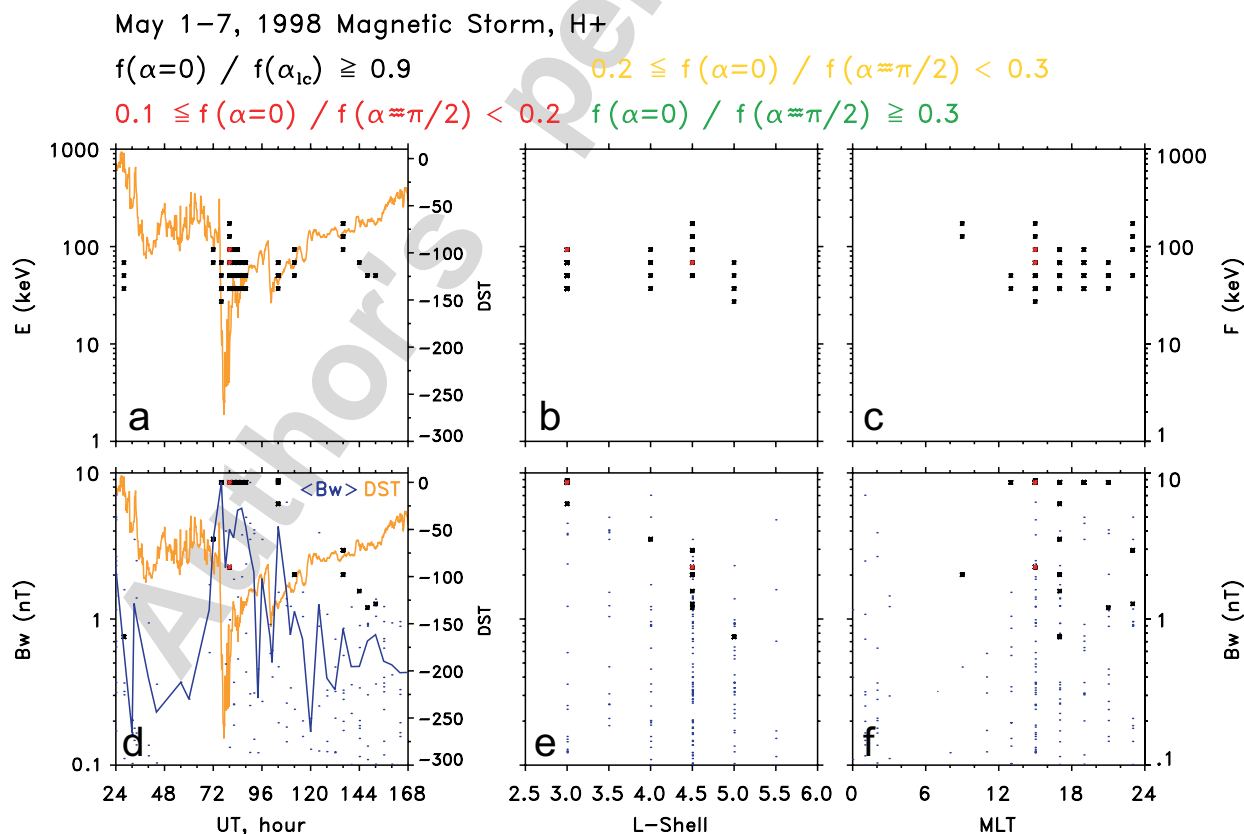 May 1-7, 1998 Magnetic Storm, H+
f(α=0) / f(α_lc) ≧ 0.9
0.2 ≦ f(α=0) / f(α≈π/2) < 0.3
0.1 ≦ f(α=0) / f(α≈π/2) < 0.2
f(α=0) / f(α≈π/2) ≧ 0.3
1000
100
10
1
E (keV)
0
-50
-100
-150
-200
-250
-300
DST
a
b
c
1000
100
10
1
F (keV)
10
1
0.1
Bw (nT)
<Bw> DST
0
-50
-100
-150
-200
-250
-300
DST
d
e
f
10
1
.1
Bw (nT)
24 48 72 96 120 144 168
UT, hour
2.5 3.0 3.5 4.0 4.5 5.0 5.5 6.0
L-Shell
0 6 12 18 24
MLT
Author's pe